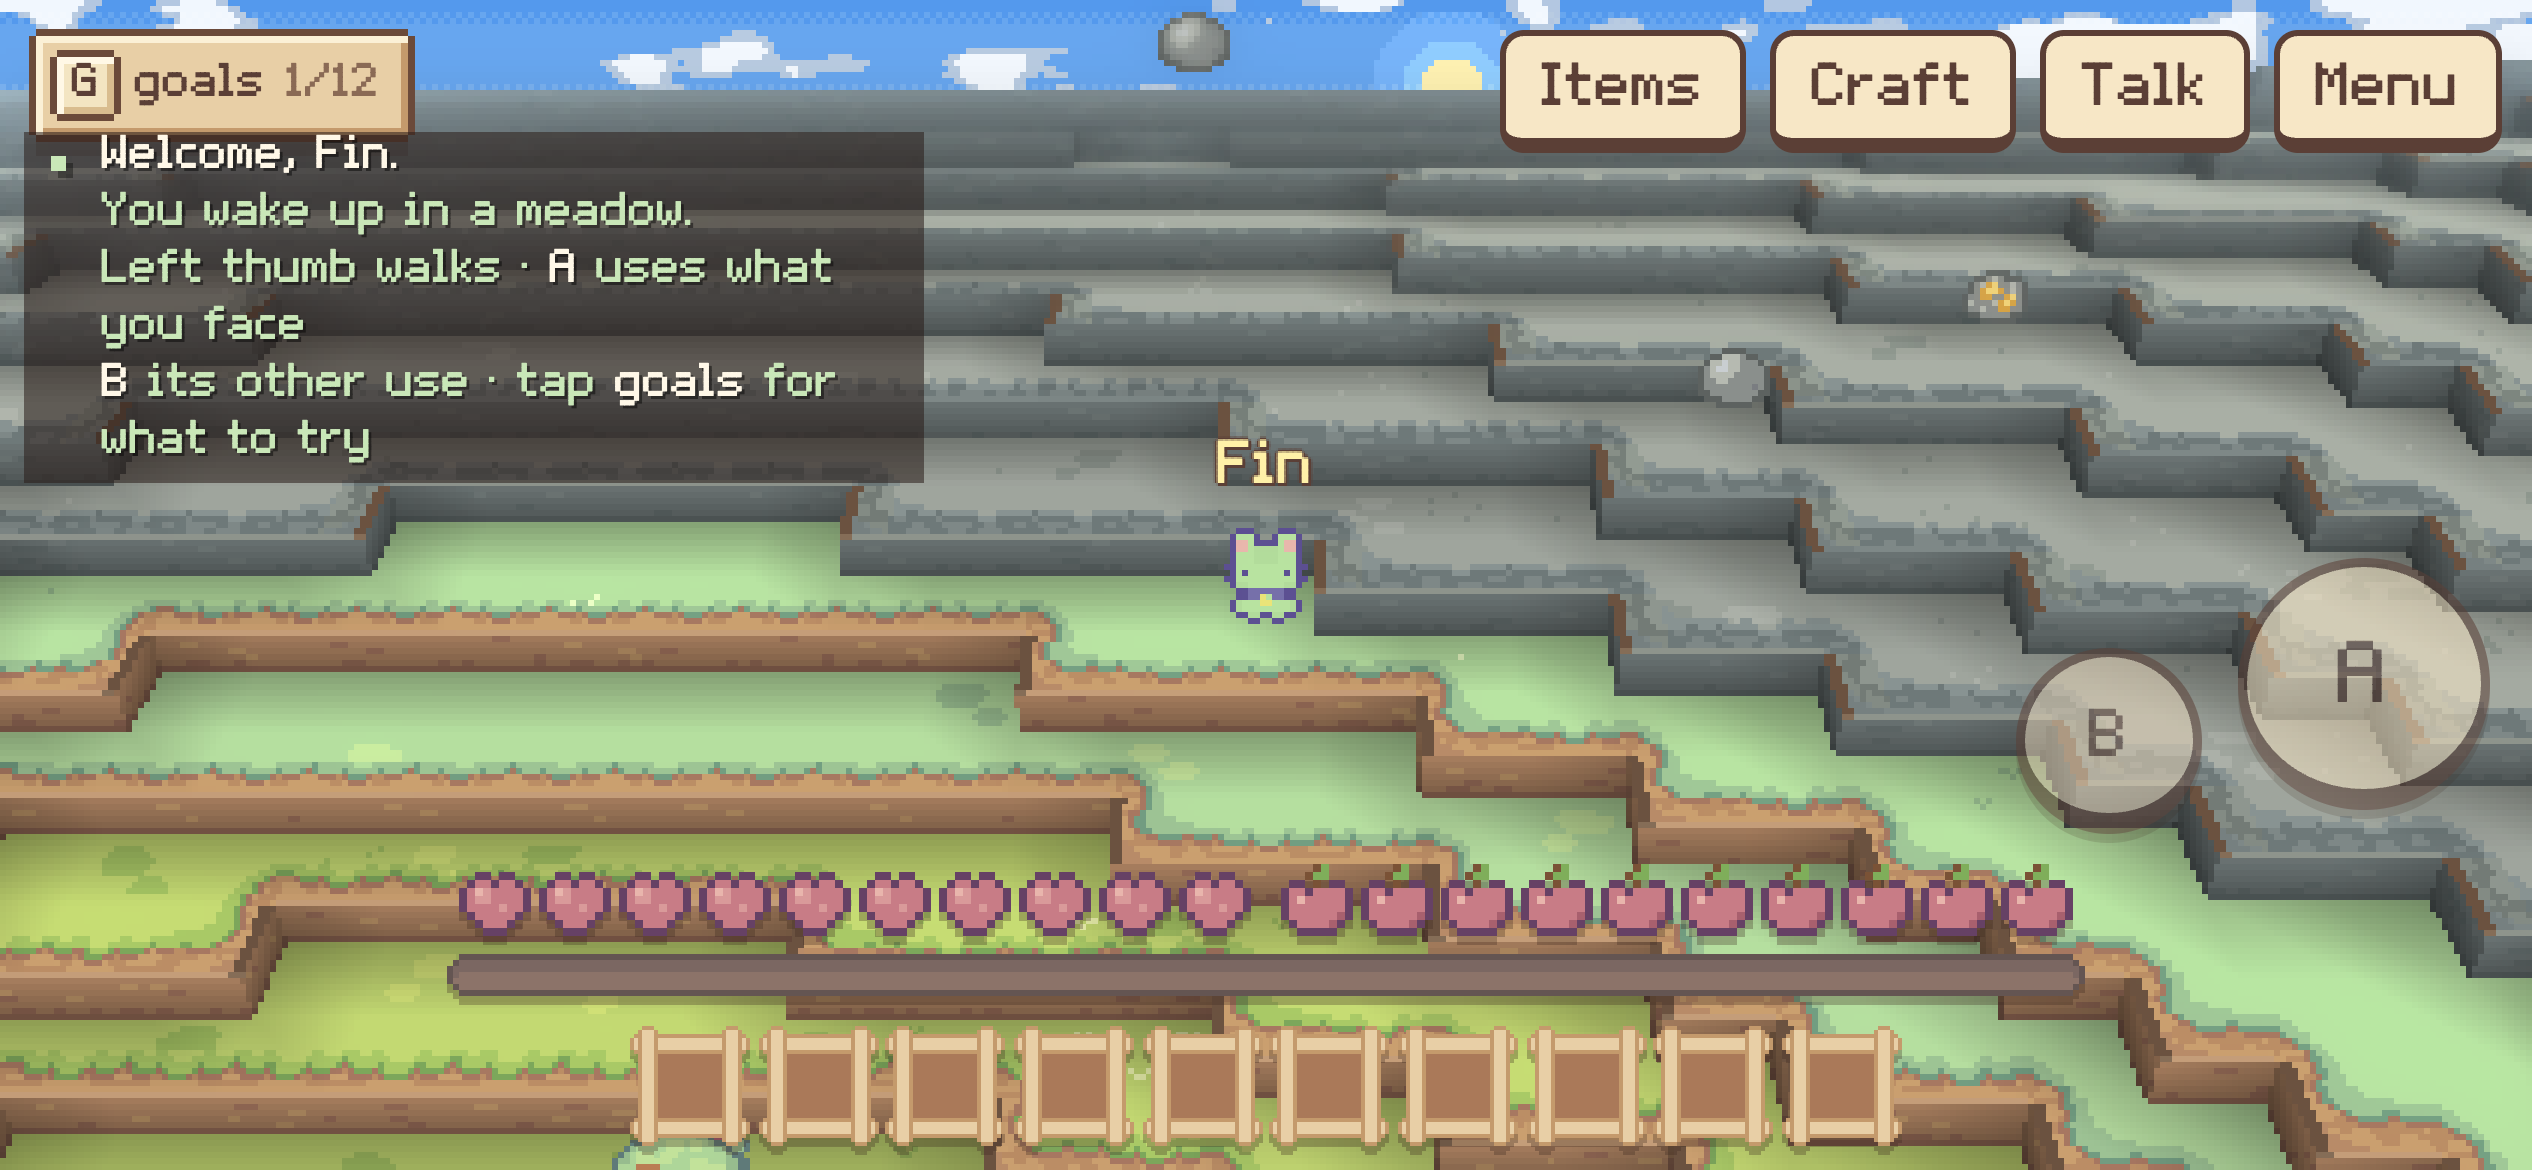 G goals 1/12
Items
Craft
Talk
Menu
Welcome, Fin.
You wake up in a meadow.
Left thumb walks · A uses what
you face
B its other use · tap goals for
what to try
Fin
A
B